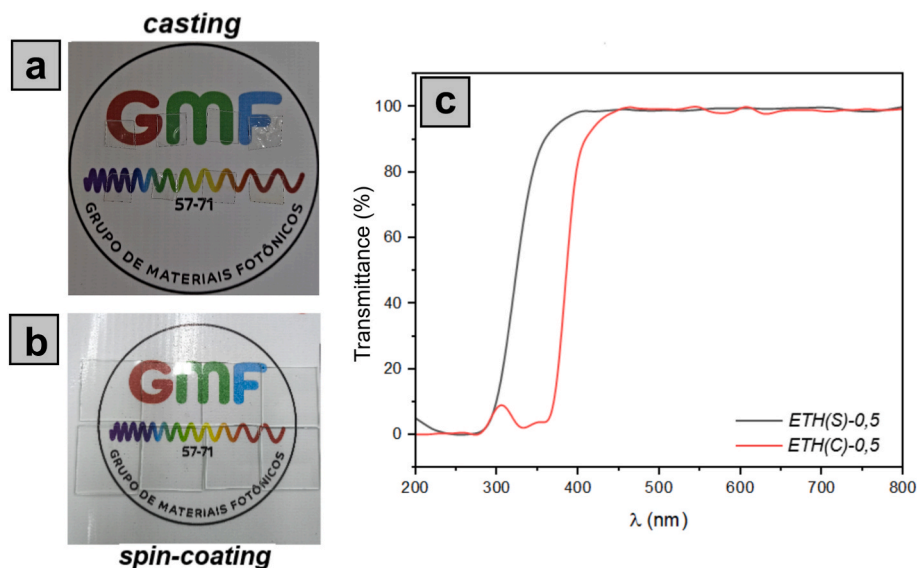 casting
a
GMF
57-71
GRUPO DE MATERIAIS FOTÔNICOS
b
GMF
57-71
GRUPO DE MATERIAIS FOTÔNICOS
spin-coating
c
Transmittance (%)
100
80
60
40
20
0
ETH(S)-0,5
ETH(C)-0,5
200 300 400 500 600 700 800
λ (nm)